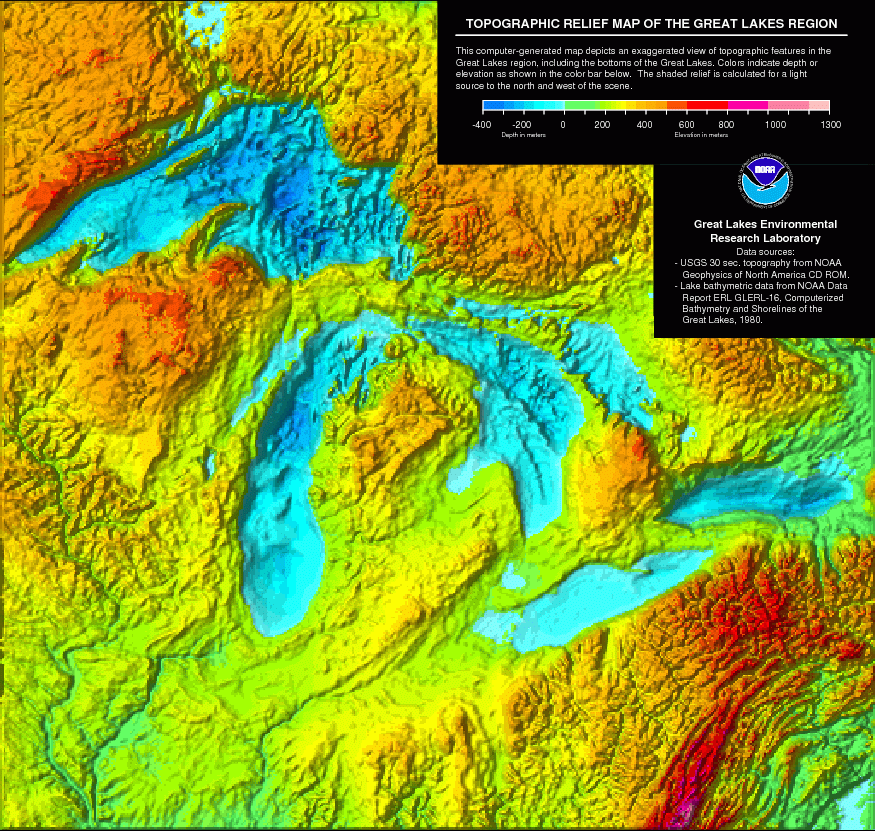 TOPOGRAPHIC RELIEF MAP OF THE GREAT LAKES REGION
This computer-generated map depicts an exaggerated view of topographic features in the
Great Lakes region, including the bottoms of the Great Lakes. Colors indicate depth or
elevation as shown in the color bar below. The shaded relief is calculated for a light
source to the north and west of the scene.
-400 -200 0 200 400 600 800 1000 1300
Depth in meters Elevation in meters
NOAA
Great Lakes Environmental
Research Laboratory
Data sources:
- USGS 30 sec. topography from NOAA
Geophysics of North America CD ROM.
- Lake bathymetric data from NOAA Data
Report ERL GLERL-16, Computerized
Bathymetry and Shorelines of the
Great Lakes, 1980.